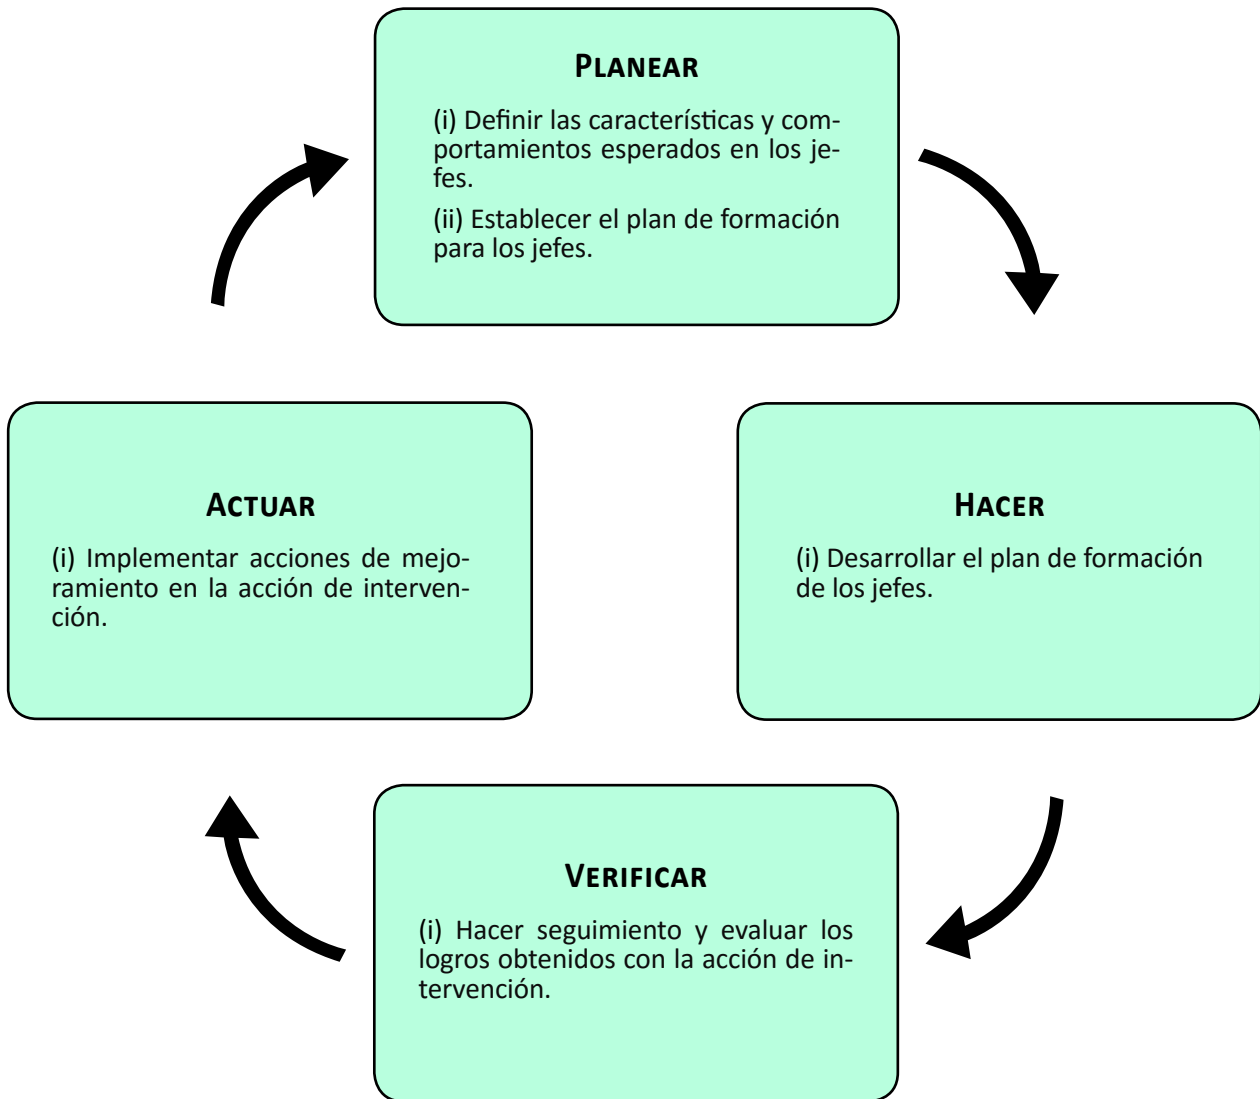 PLANEAR
(i) Definir las características y com-
portamientos esperados en los je-
fes.
(ii) Establecer el plan de formación
para los jefes.
HACER
(i) Desarrollar el plan de formación
de los jefes.
VERIFICAR
(i) Hacer seguimiento y evaluar los
logros obtenidos con la acción de in-
tervención.
ACTUAR
(i) Implementar acciones de mejo-
ramiento en la acción de interven-
ción.